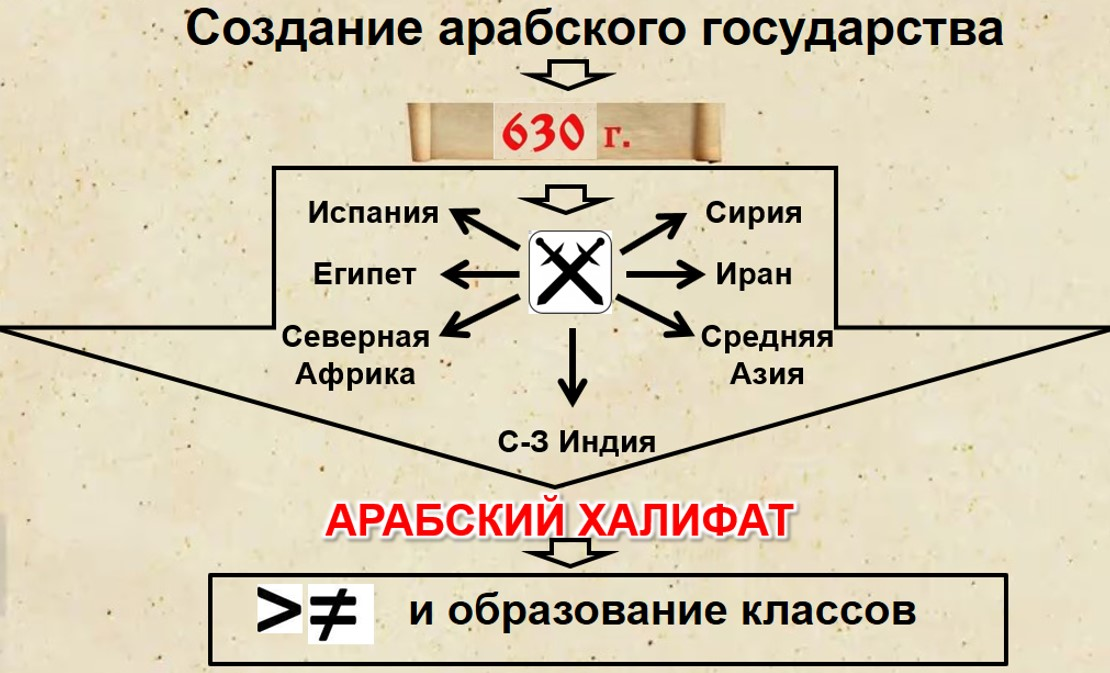 Создание арабского государства
630 г.
Испания
Сирия
Египет
Иран
Северная
Африка
Средняя
Азия
С-З Индия
АРАБСКИЙ ХАЛИФАТ
>≠ и образование классов